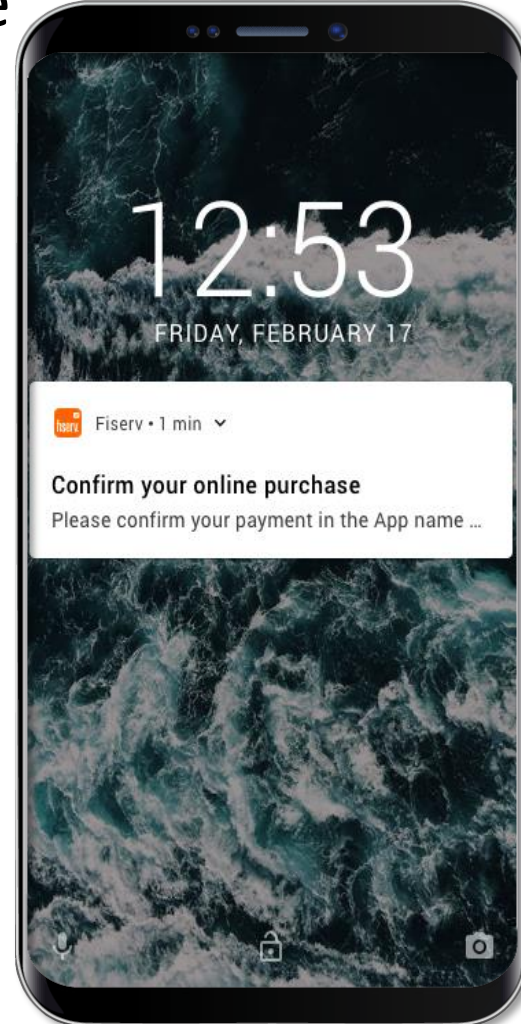 e
12:53
FRIDAY, FEBRUARY 17
fiserv.
Fiserv • 1 min
Confirm your online purchase
Please confirm your payment in the App name ...